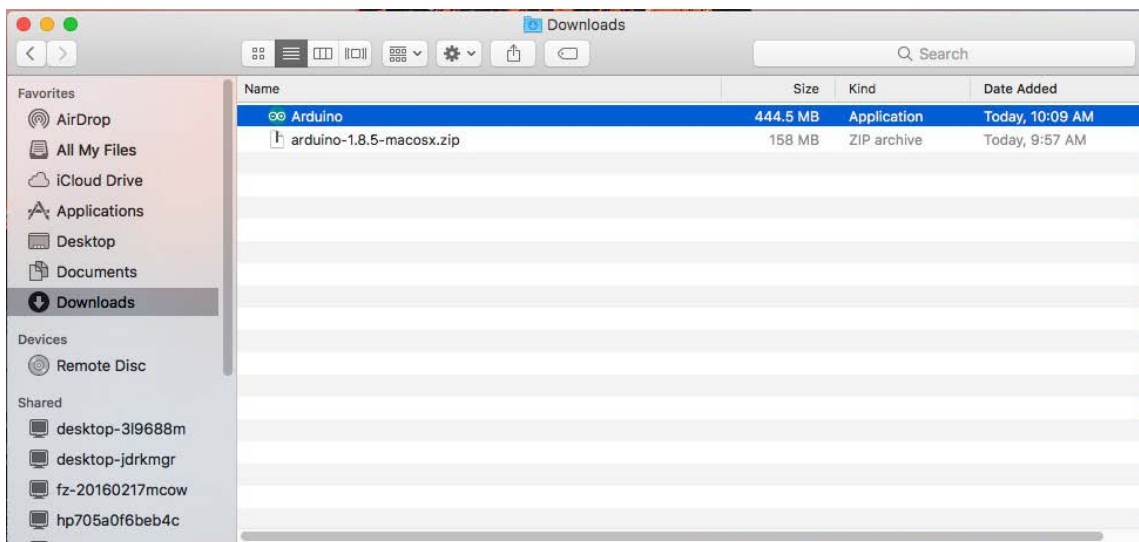 Downloads
Search
Favorites
AirDrop
All My Files
iCloud Drive
Applications
Desktop
Documents
Downloads
Devices
Remote Disc
Shared
desktop-3l9688m
desktop-jdrkmgr
fz-20160217mcow
hp705a0f6beb4c
Name Size Kind Date Added
Arduino 444.5 MB Application Today, 10:09 AM
arduino-1.8.5-macosx.zip 158 MB ZIP archive Today, 9:57 AM